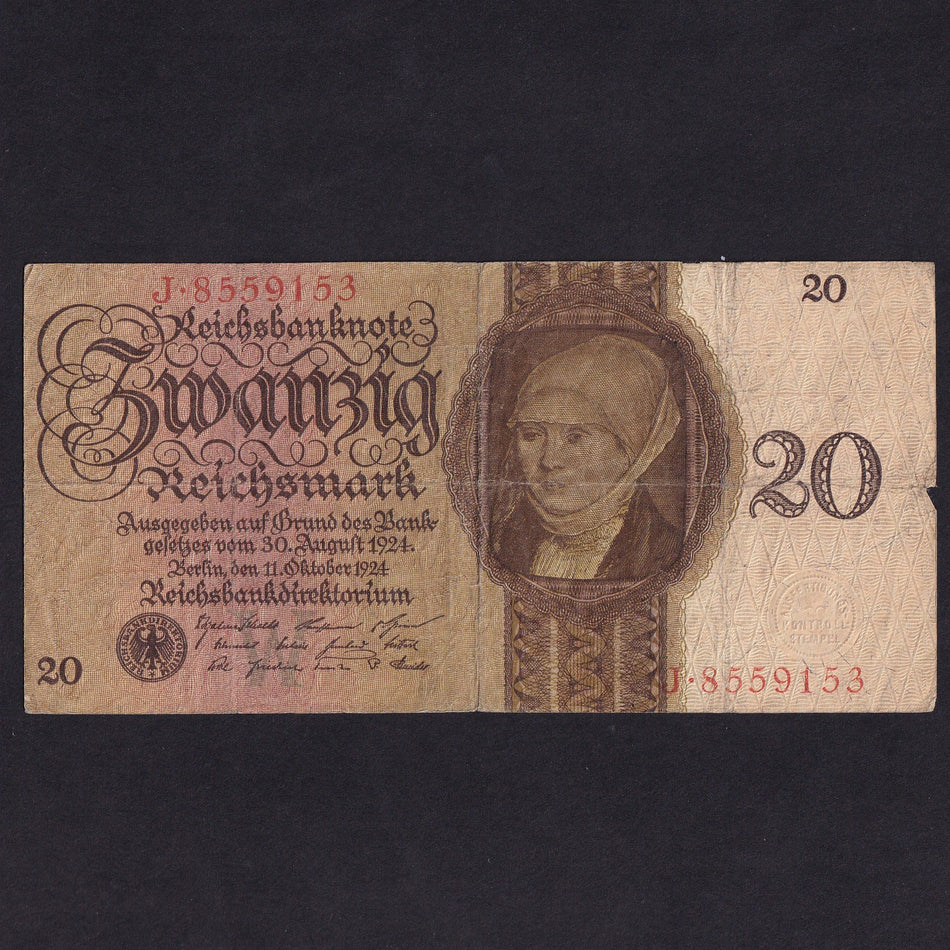 J·8559153
Reichsbanknote
Zwanzig
Reichsmark
Ausgegeben auf Grund des Bank-
gesetzes vom 30. August 1924.
Berlin, den 11. Oktober 1924
Reichsbankdirektorium
20
REICHSBANKDIREKTORIUM
20
20
KONTROLL
STEMPEL
J·8559153